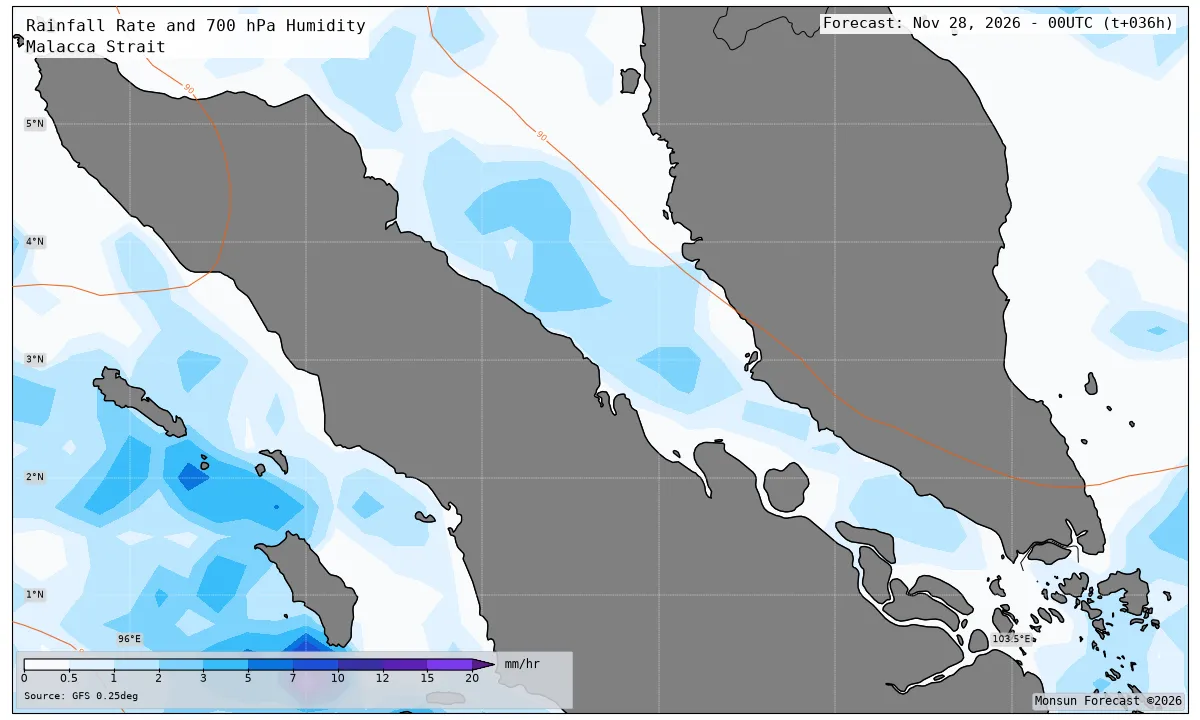 Rainfall Rate and 700 hPa Humidity
Malacca Strait
Forecast: Nov 28, 2026 - 00UTC (t+036h)
90
90
5°N
4°N
3°N
2°N
1°N
96°E
103.5°E
mm/hr
0 0.5 1 2 3 5 7 10 12 15 20
Source: GFS 0.25deg
Monsun Forecast ©2026